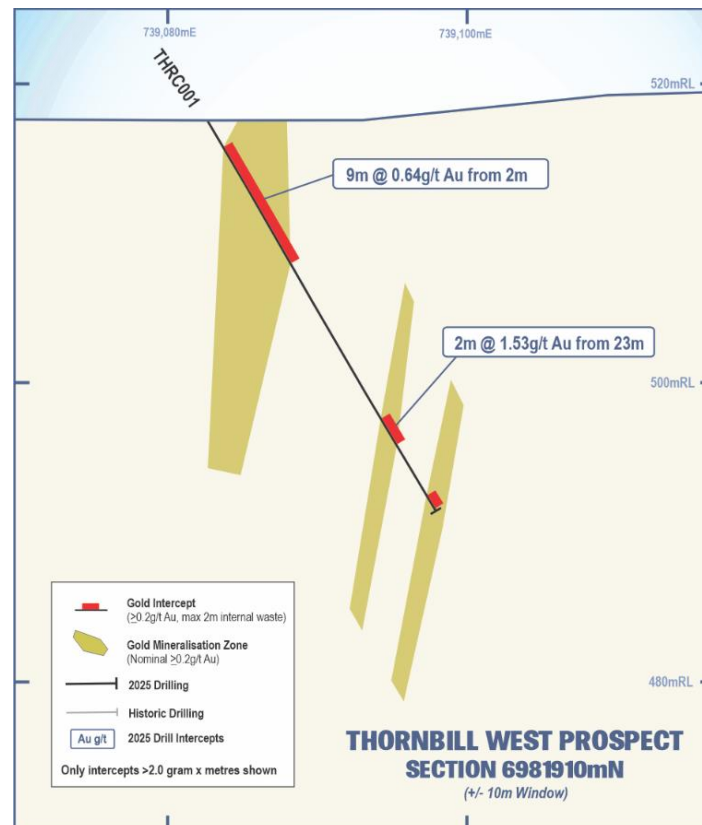 739,080mE
739,100mE
THRC001
520mRL
9m @ 0.64g/t Au from 2m
2m @ 1.53g/t Au from 23m
500mRL
Gold Intercept
(≥0.2g/t Au, max 2m internal waste)
Gold Mineralisation Zone
(Nominal ≥0.2g/t Au)
2025 Drilling
Historic Drilling
Au g/t
2025 Drill Intercepts
Only intercepts >2.0 gram x metres shown
480mRL
THORNBILL WEST PROSPECT
SECTION 6981910mN
(+/- 10m Window)